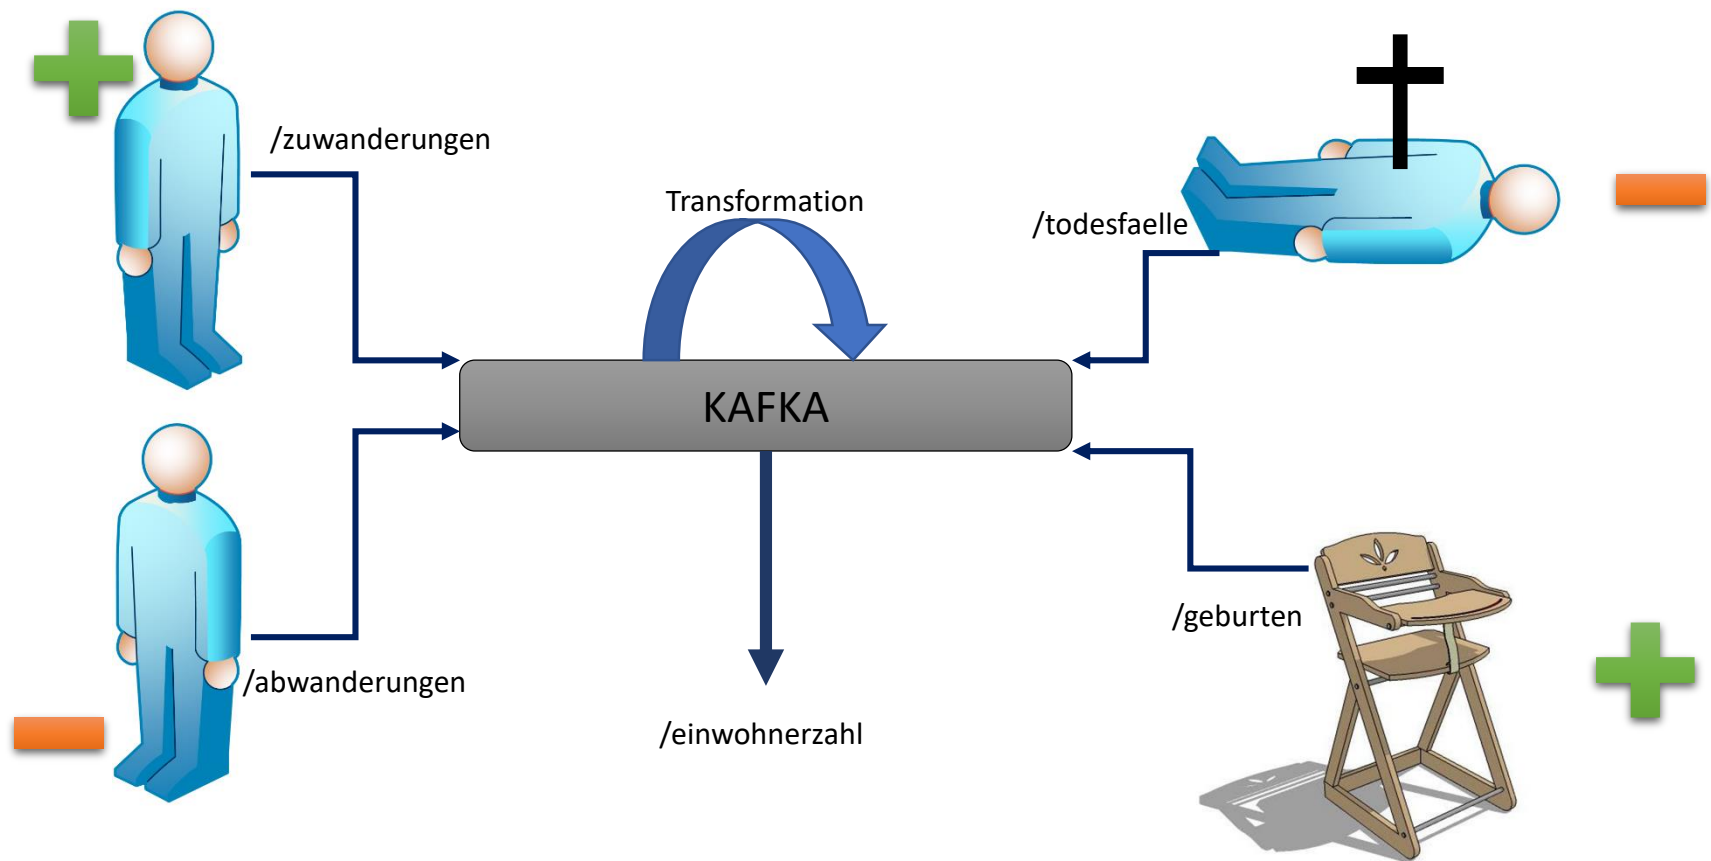 /zuwanderungen
Transformation
/todesfaelle
KAFKA
/geburten
/abwanderungen
/einwohnerzahl